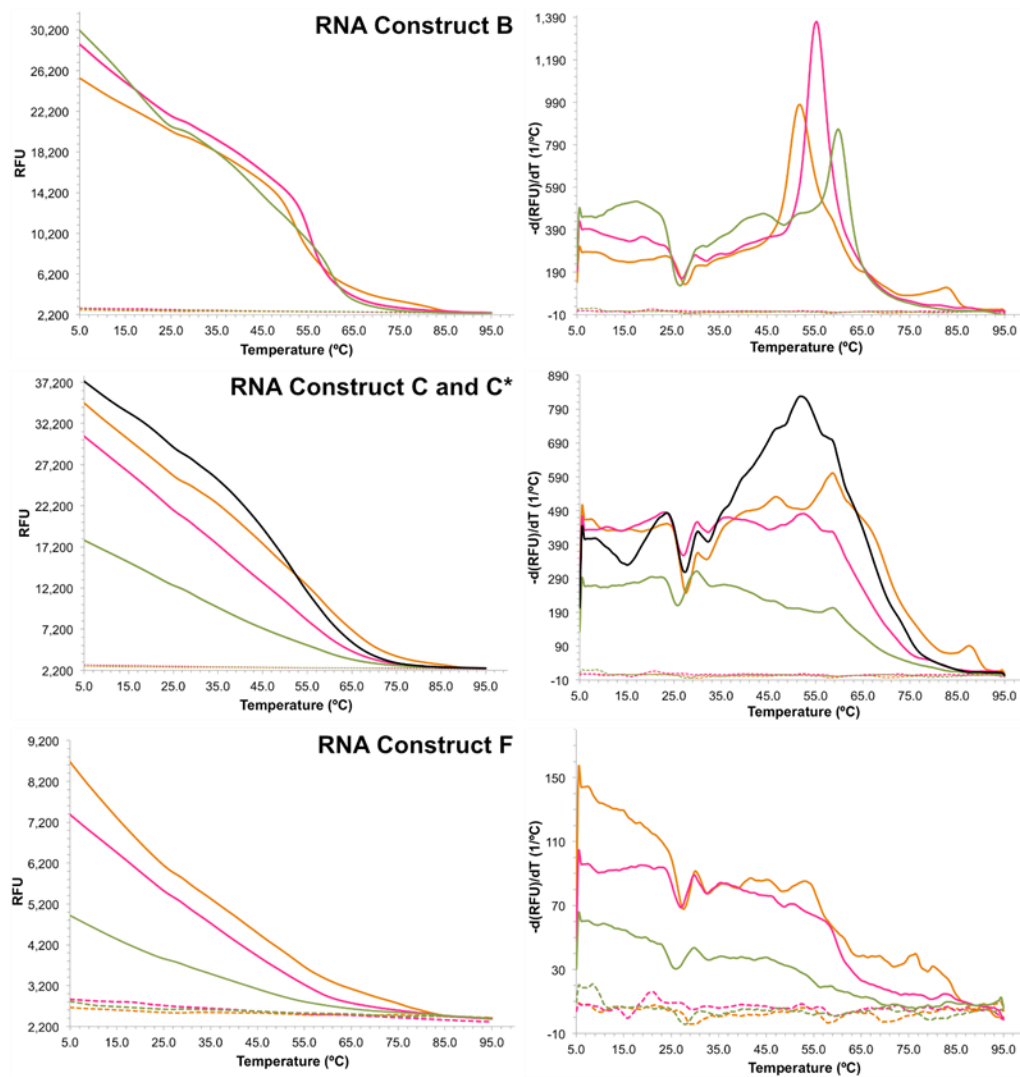 RNA Construct B
30,200
26,200
22,200
18,200
14,200
10,200
6,200
2,200
RFU
5.0 15.0 25.0 35.0 45.0 55.0 65.0 75.0 85.0 95.0
Temperature (ºC)
1,390
1,190
990
790
590
390
190
-10
-d(RFU)/dT (1/ºC)
5.0 15.0 25.0 35.0 45.0 55.0 65.0 75.0 85.0 95.0
Temperature (ºC)
RNA Construct C and C*
37,200
32,200
27,200
22,200
17,200
12,200
7,200
2,200
RFU
5.0 15.0 25.0 35.0 45.0 55.0 65.0 75.0 85.0 95.0
Temperature (ºC)
890
790
690
590
490
390
290
190
90
-10
-d(RFU)/dT (1/ºC)
5.0 15.0 25.0 35.0 45.0 55.0 65.0 75.0 85.0 95.0
Temperature (ºC)
RNA Construct F
9,200
8,200
7,200
6,200
5,200
4,200
3,200
2,200
RFU
5.0 15.0 25.0 35.0 45.0 55.0 65.0 75.0 85.0 95.0
Temperature (ºC)
150
110
70
30
-10
-d(RFU)/dT (1/ºC)
5.0 15.0 25.0 35.0 45.0 55.0 65.0 75.0 85.0 95.0
Temperature (ºC)